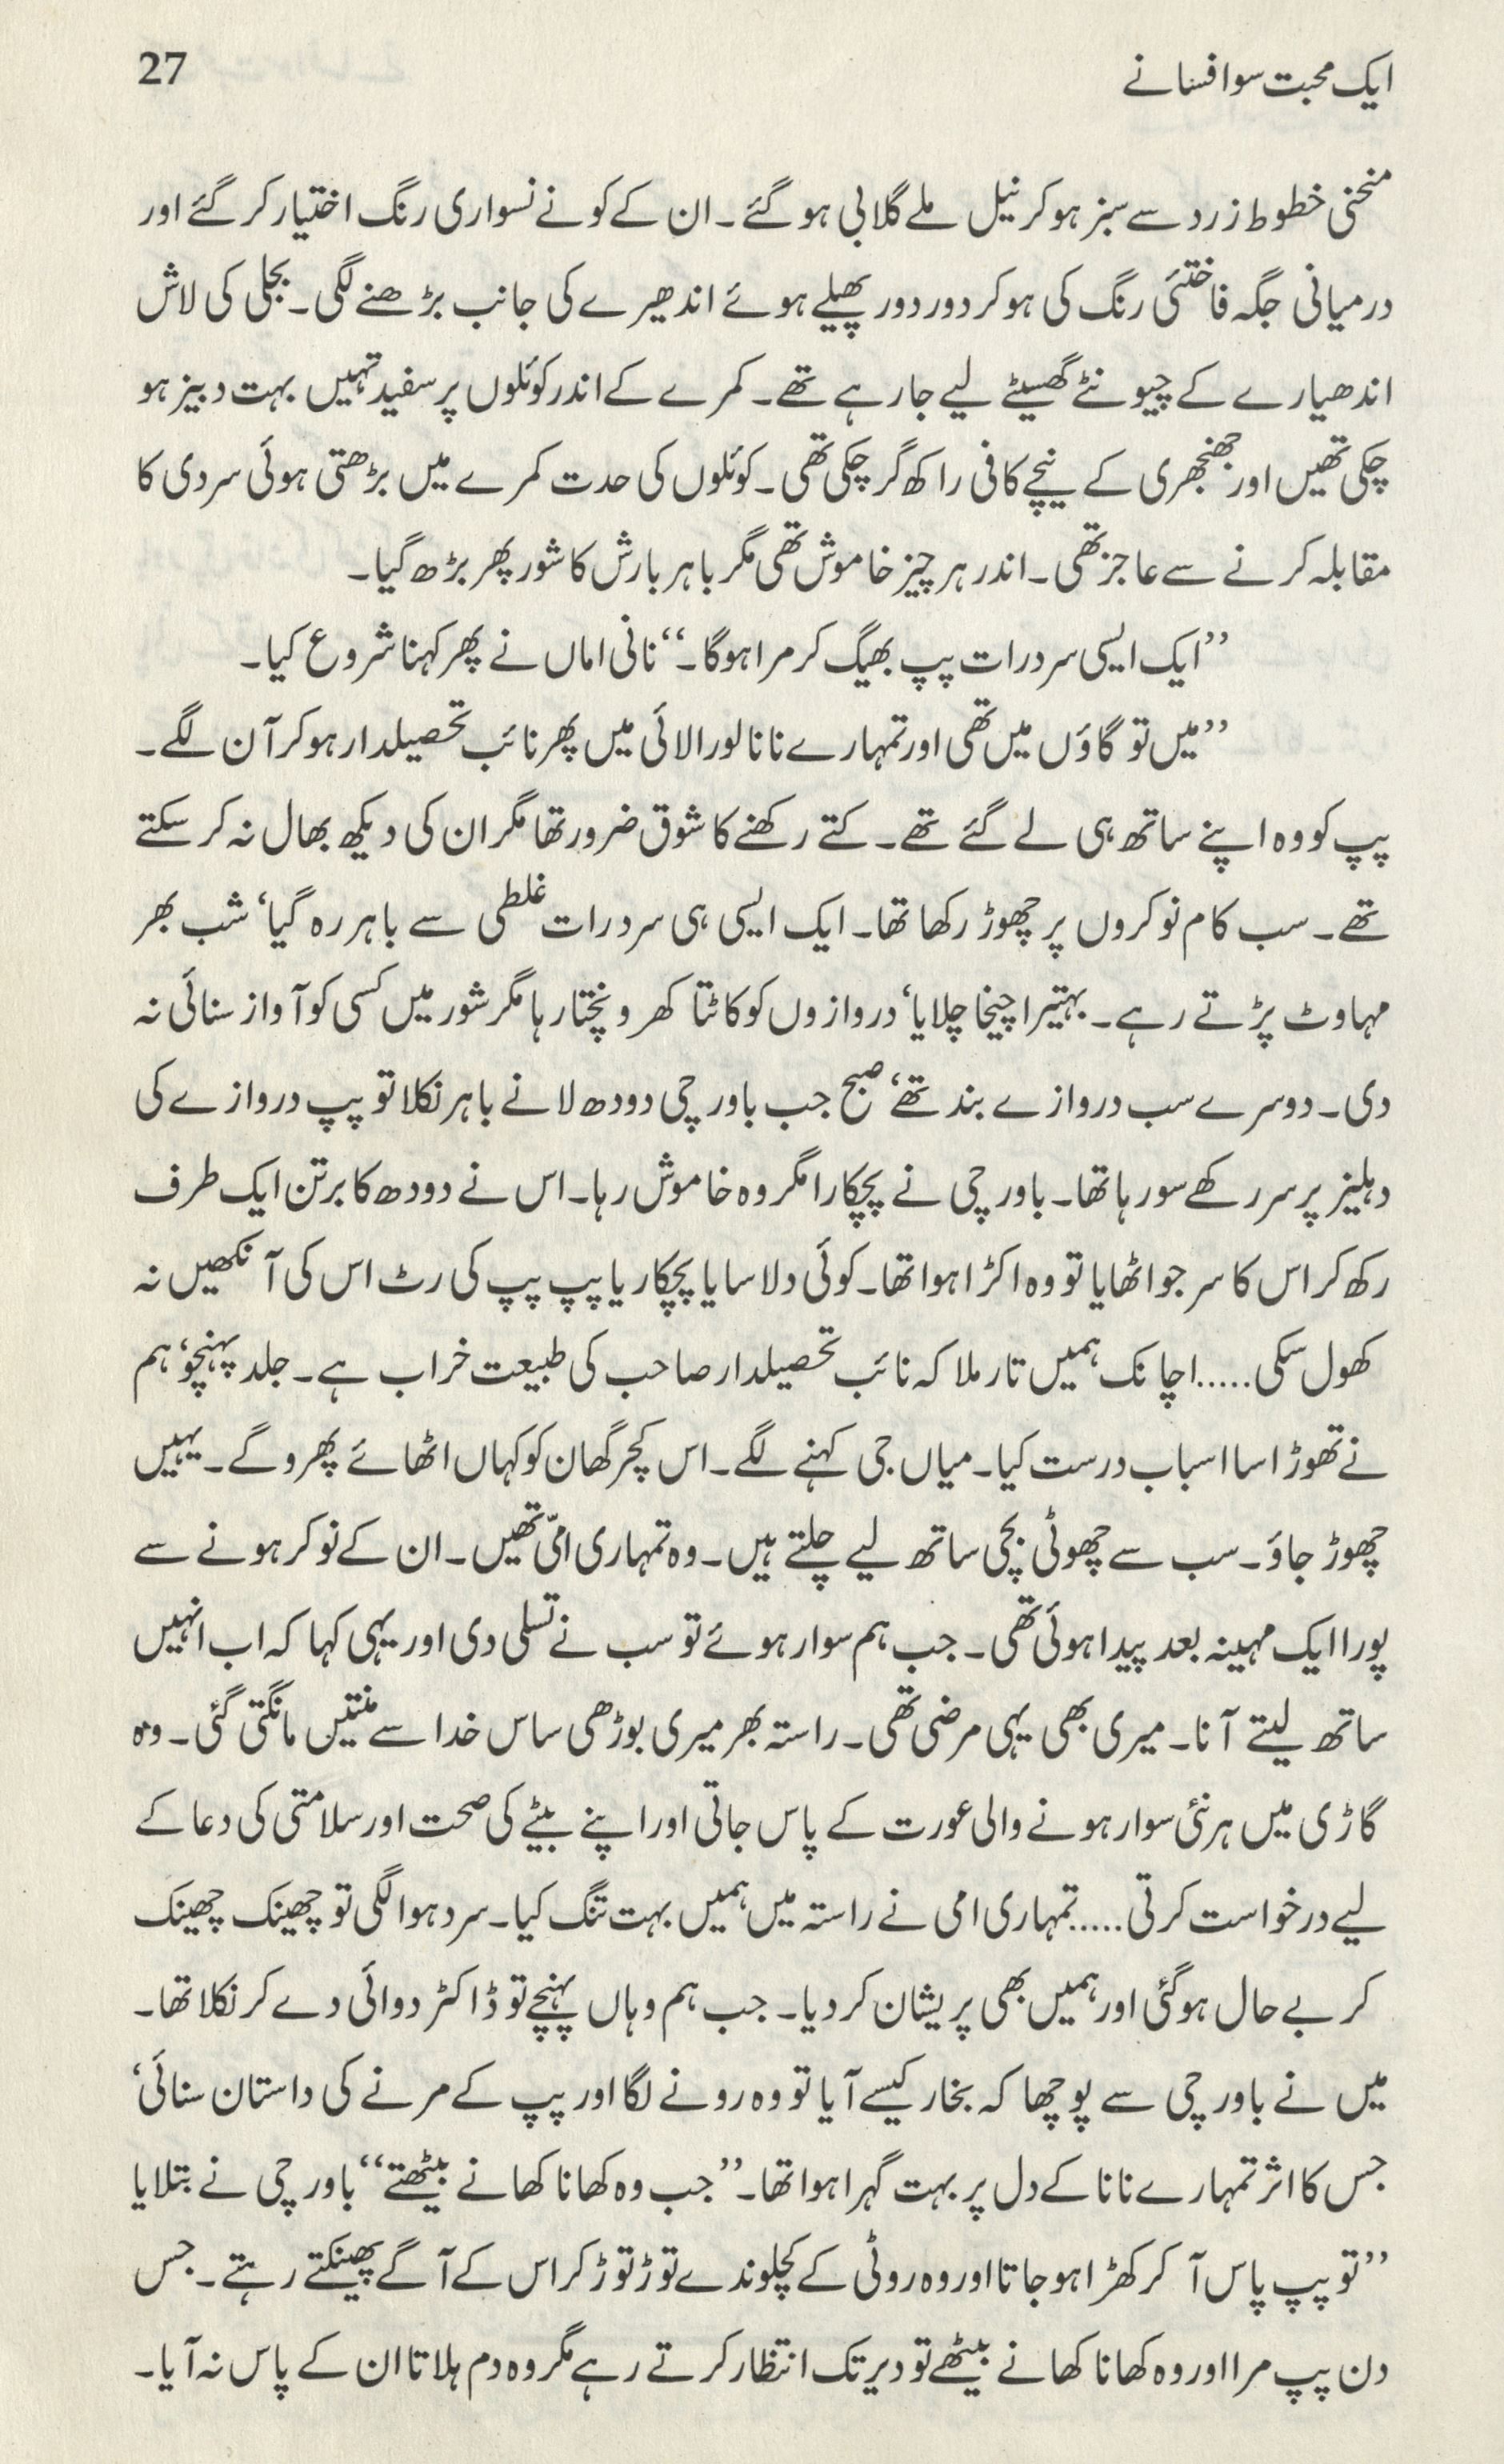 ایک محبت سو افسانے
27
منحنی خطوط زرد سے سبز ہو کر نیل ملے گلابی ہو گئے۔ ان کے کونے نسواری رنگ اختیار کر گئے اور
درمیانی جگہ فاختئی رنگ کی ہو کر دور دور پھیلے ہوئے اندھیرے کی جانب بڑھنے لگی۔ بجلی کی لاش
اندھیارے کے چیونٹے گھسیٹے لیے جا رہے تھے۔ کمرے کے اندر کوئلوں پر سفید تہیں بہت دبیز ہو
چکی تھیں اور جھنجھری کے نیچے کافی راکھ گر چکی تھی۔ کوئلوں کی حدت کمرے میں بڑھتی ہوئی سردی کا
مقابلہ کرنے سے عاجز تھی۔ اندر ہر چیز خاموش تھی مگر باہر بارش کا شور پھر بڑھ گیا۔
’’ایک ایسی سرد رات پپ بھیگ کر مرا ہوگا۔‘‘ نانی اماں نے پھر کہنا شروع کیا۔
’’میں تو گاؤں میں تھی اور تمہارے نانا لورالائی میں پھر نائب تحصیلدار ہو کر آن لگے۔
پپ کو وہ اپنے ساتھ ہی لے گئے تھے۔ کتے رکھنے کا شوق ضرور تھا مگر ان کی دیکھ بھال نہ کر سکتے
تھے۔ سب کام نوکروں پر چھوڑ رکھا تھا۔ ایک ایسی ہی سرد رات غلطی سے باہر رہ گیا‘ شب بھر
مہاوٹ پڑتے رہے۔ بہتیرا چیخا چلایا‘ دروازوں کو کاٹتا کھرونچتا رہا مگر شور میں کسی کو آواز سنائی نہ
دی۔ دوسرے سب دروازے بند تھے‘ صبح جب باورچی دودھ لانے باہر نکلا تو پپ دروازے کی
دہلیز پر سر رکھے سو رہا تھا۔ باورچی نے پچکارا مگر وہ خاموش رہا۔ اس نے دودھ کا برتن ایک طرف
رکھ کر اس کا سر جو اٹھایا تو وہ اکڑا ہوا تھا۔ کوئی دلاسا یا پچکار یا پپ پپ کی رٹ اس کی آنکھیں نہ
کھول سکی.....اچانک ہمیں تار ملا کہ نائب تحصیلدار صاحب کی طبیعت خراب ہے۔ جلد پہنچو‘ ہم
نے تھوڑا سا اسباب درست کیا۔ میاں جی کہنے لگے۔ اس کچرگھان کو کہاں اٹھائے پھرو گے۔ یہیں
چھوڑ جاؤ۔ سب سے چھوٹی بچی ساتھ لیے چلتے ہیں۔ وہ تمہاری امّی تھیں۔ ان کے نوکر ہونے سے
پورا ایک مہینہ بعد پیدا ہوئی تھی۔ جب ہم سوار ہوئے تو سب نے تسلی دی اور یہی کہا کہ اب انہیں
ساتھ لیتے آنا۔ میری بھی یہی مرضی تھی۔ راستہ بھر میری بوڑھی ساس خدا سے منتیں مانگتی گئی۔ وہ
گاڑی میں ہر نئی سوار ہونے والی عورت کے پاس جاتی اور اپنے بیٹے کی صحت اور سلامتی کی دعا کے
لیے درخواست کرتی.....تمہاری امی نے راستہ میں ہمیں بہت تنگ کیا۔ سرد ہوا لگی تو چھینک چھینک
کر بے حال ہو گئی اور ہمیں بھی پریشان کر دیا۔ جب ہم وہاں پہنچے تو ڈاکٹر دوائی دے کر نکلا تھا۔
میں نے باورچی سے پوچھا کہ بخار کیسے آیا تو وہ رونے لگا اور پپ کے مرنے کی داستان سنائی‘
جس کا اثر تمہارے نانا کے دل پر بہت گہرا ہوا تھا۔ ’’جب وہ کھانا کھانے بیٹھتے‘‘ باورچی نے بتلایا
’’تو پپ پاس آ کر کھڑا ہو جاتا اور وہ روٹی کے کچلوندے توڑ توڑ کر اس کے آگے پھینکتے رہتے۔ جس
دن پپ مرا اور وہ کھانا کھانے بیٹھے تو دیر تک انتظار کرتے رہے مگر وہ دم ہلاتا ان کے پاس نہ آیا۔